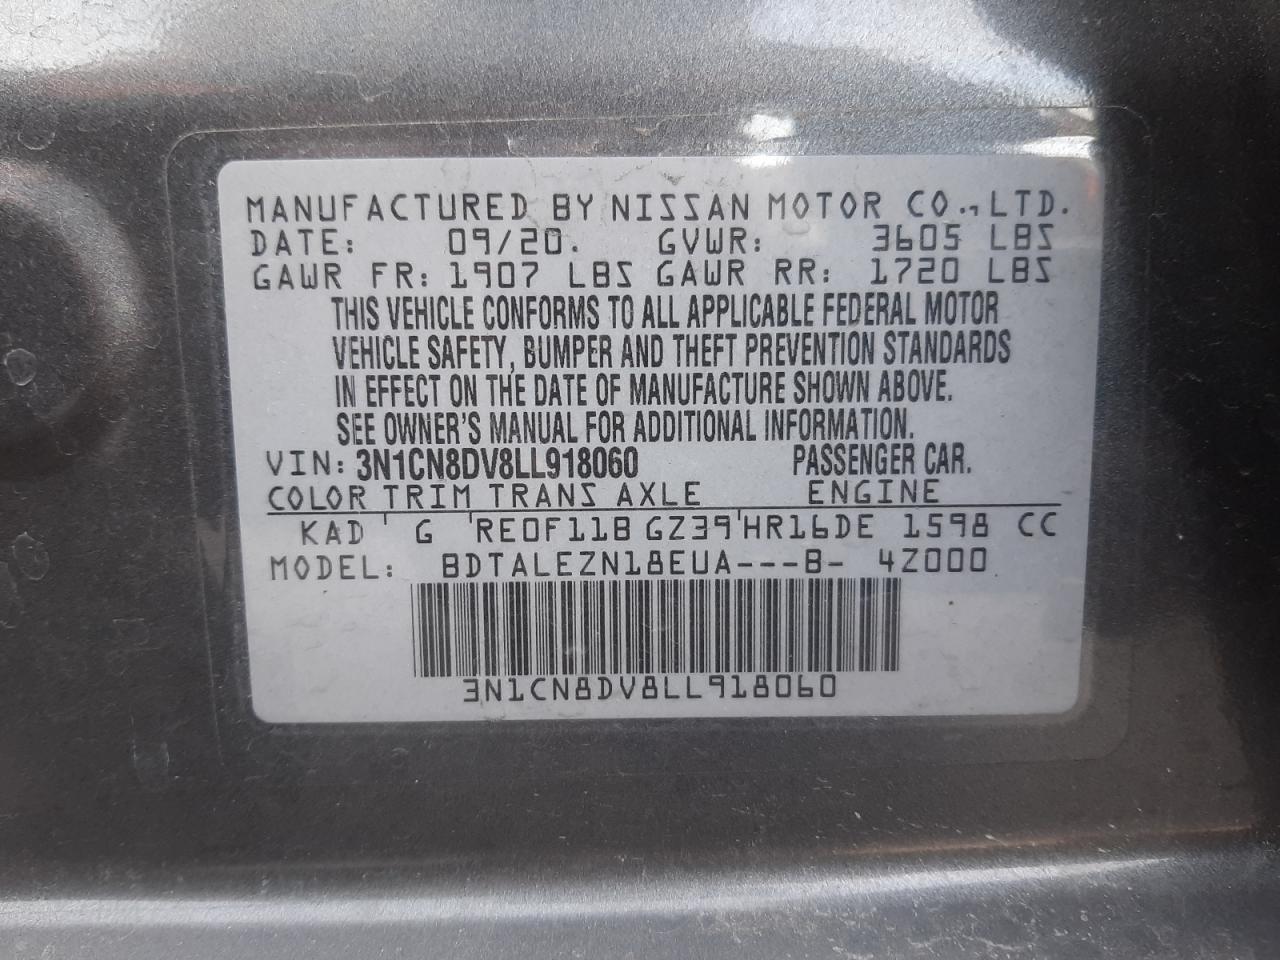 MANUFACTURED BY NISSAN MOTOR CO., LTD.
DATE: 09/20. GVWR: 3605 LBS
GAWR FR: 1907 LBS GAWR RR: 1720 LBS
THIS VEHICLE CONFORMS TO ALL APPLICABLE FEDERAL MOTOR
VEHICLE SAFETY, BUMPER AND THEFT PREVENTION STANDARDS
IN EFFECT ON THE DATE OF MANUFACTURE SHOWN ABOVE.
SEE OWNER'S MANUAL FOR ADDITIONAL INFORMATION.
VIN: 3N1CN8DV8LL918060 PASSENGER CAR.
COLOR TRIM TRANS AXLE ENGINE
KAD G RE0F11B GZ39 HR16DE 1598 CC
MODEL: BDTALEZN18EUA---B- 4Z000
3N1CN8DV8LL918060